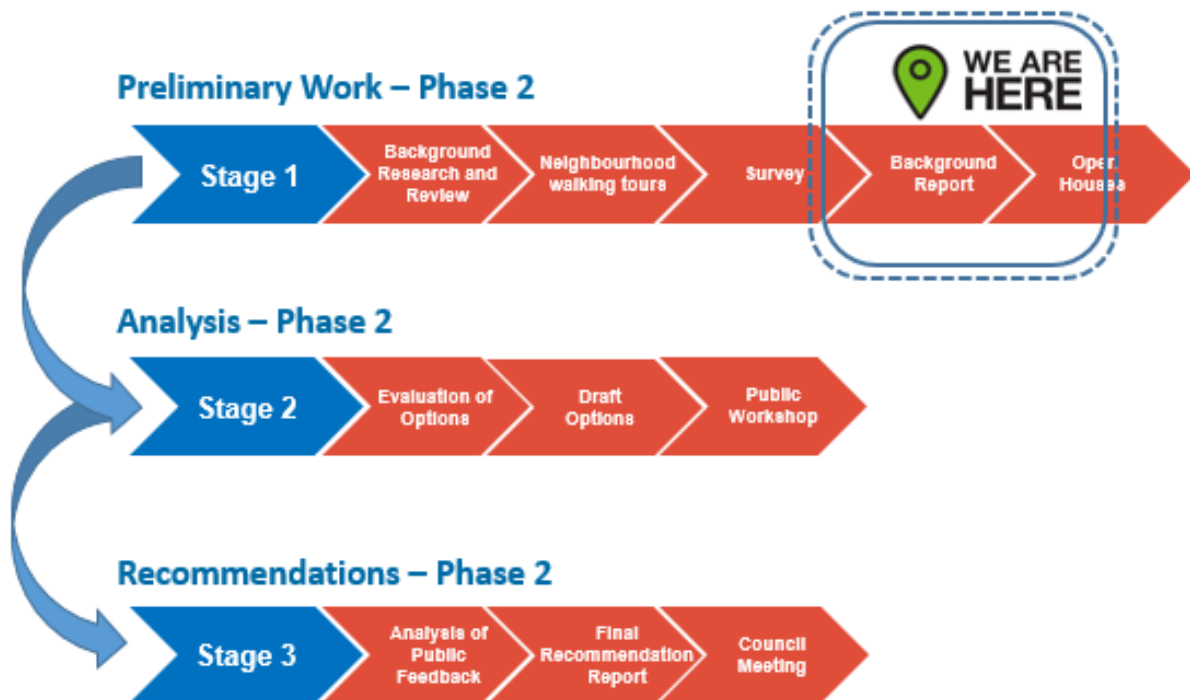 WE ARE
HERE
Preliminary Work – Phase 2
Stage 1
Background
Research and
Review
Neighbourhood
walking tours
Survey
Background
Report
Open
Houses
Analysis – Phase 2
Stage 2
Evaluation of
Options
Draft
Options
Public
Workshop
Recommendations – Phase 2
Stage 3
Analysis of
Public
Feedback
Final
Recommendation
Report
Council
Meeting